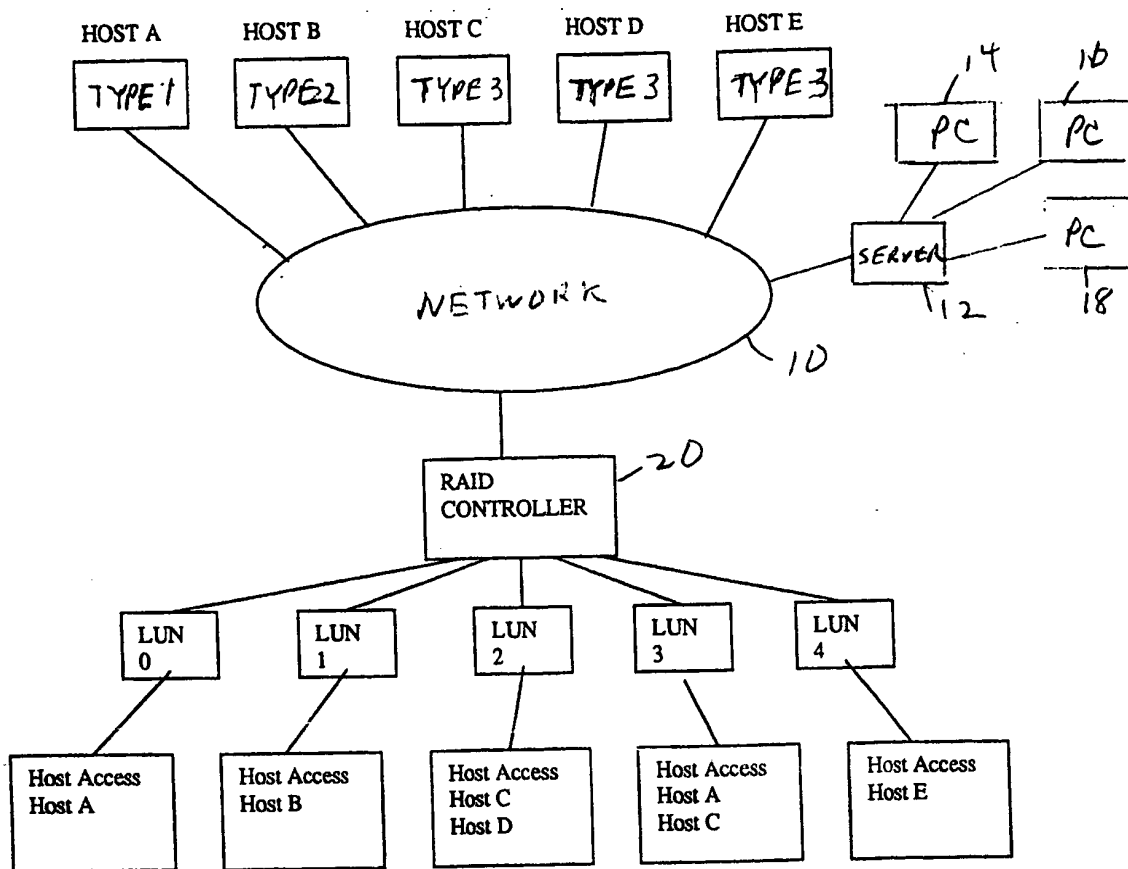 HOST A HOST B HOST C HOST D HOST E
TYPE 1 TYPE 2 TYPE 3 TYPE 3 TYPE 3
14 16
PC PC
PC
SERVER
12 18
NETWORK
10
20
RAID
CONTROLLER
LUN
0
LUN
1
LUN
2
LUN
3
LUN
4
Host Access
Host A
Host Access
Host B
Host Access
Host C
Host D
Host Access
Host A
Host C
Host Access
Host E